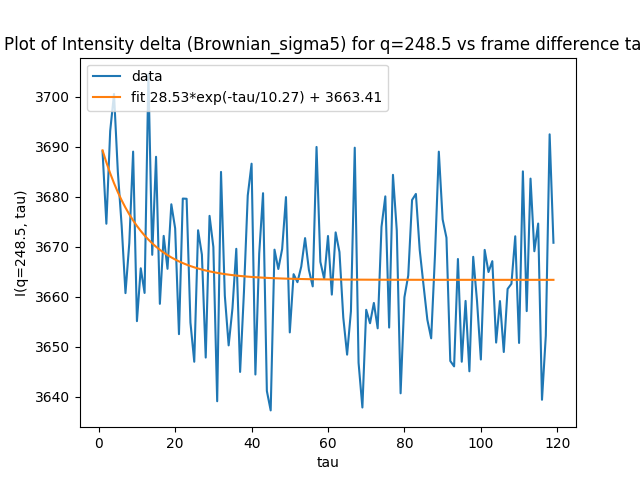 Plot of Intensity delta (Brownian_sigma5) for q=248.5 vs frame difference ta
data
fit 28.53*exp(-tau/10.27) + 3663.41
3700
3690
3680
3670
3660
3650
3640
I(q=248.5, tau)
0
20
40
60
80
100
120
tau